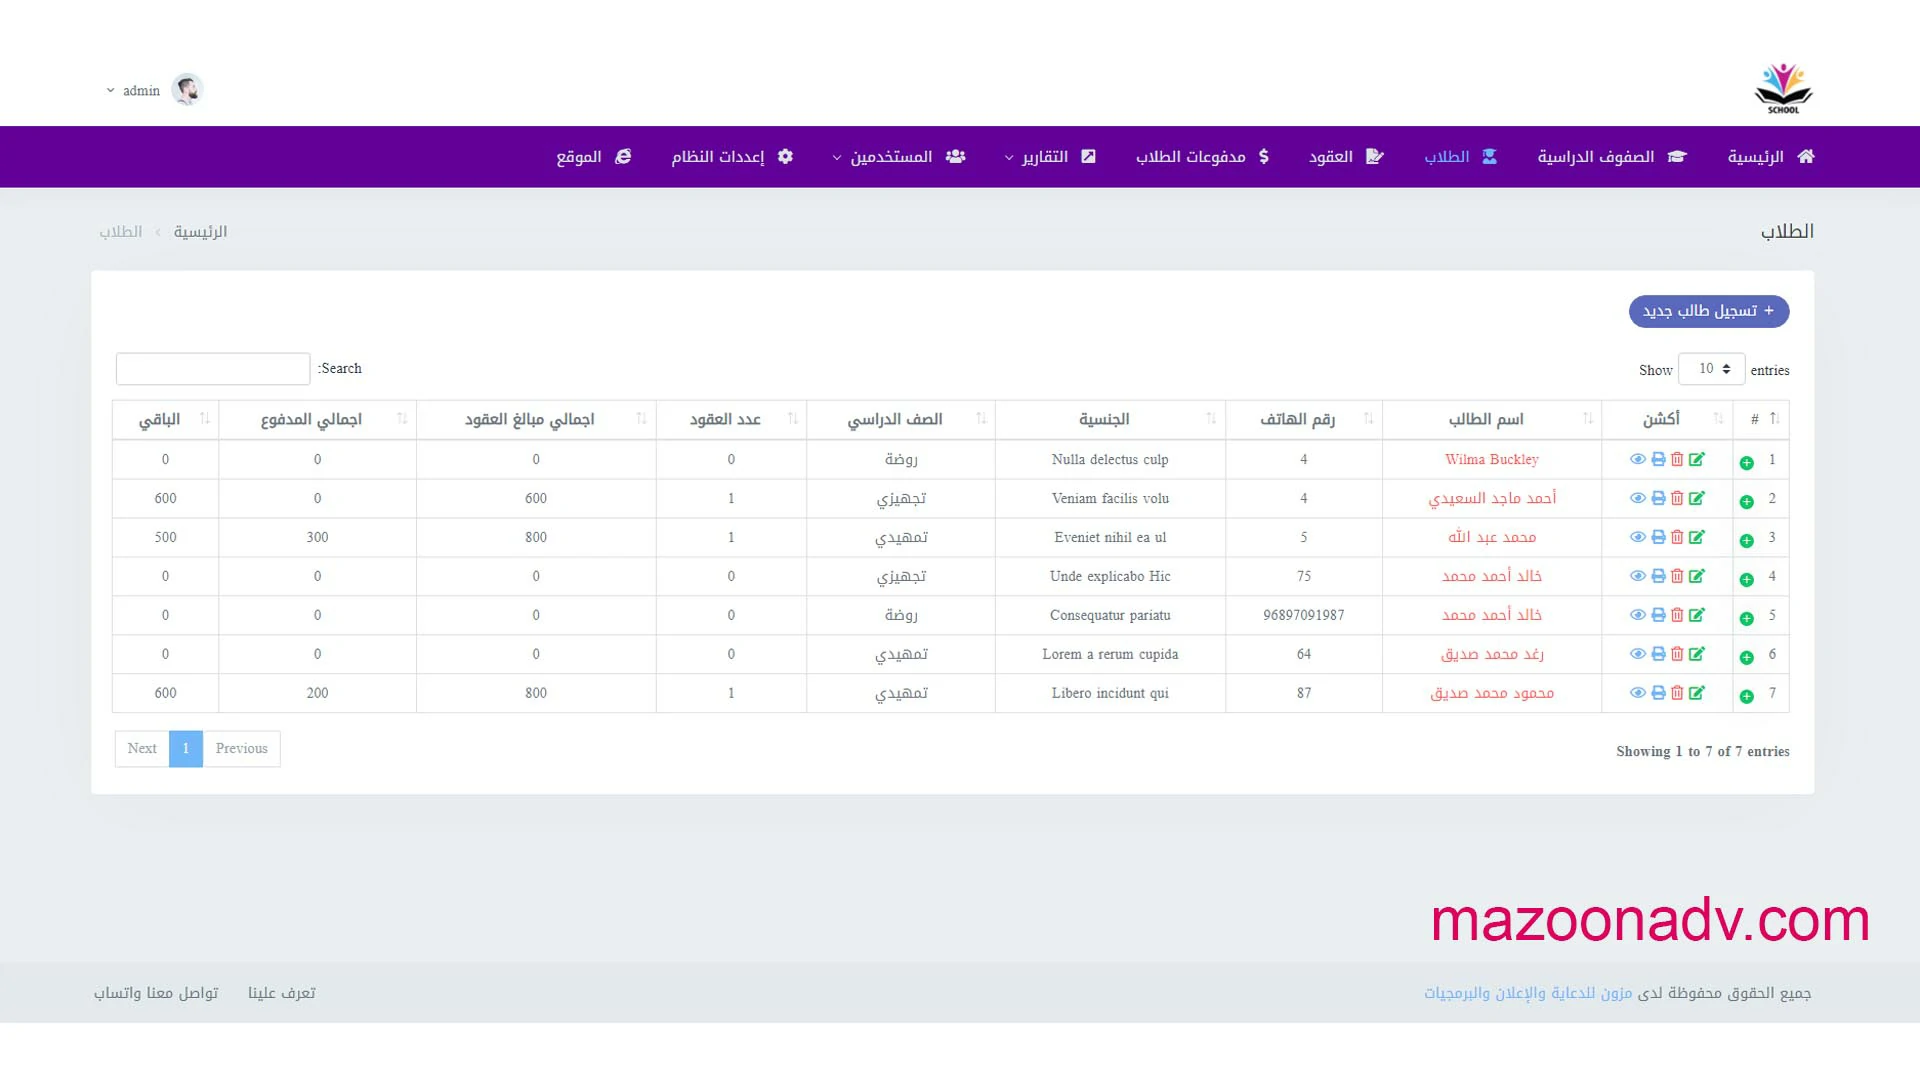 SCHOOL
admin
الرئيسية الصفوف الدراسية الطلاب العقود مدفوعات الطلاب التقارير المستخدمين إعددات النظام الموقع
الطلاب
الرئيسية › الطلاب
+ تسجيل طالب جديد
Show 10 entries
Search:
# أكشن اسم الطالب رقم الهاتف الجنسية الصف الدراسي عدد العقود اجمالي مبالغ العقود اجمالي المدفوع الباقي
1 Wilma Buckley 4 Nulla delectus culp روضة 0 0 0 0
2 أحمد ماجد السعيدي 4 Veniam facilis volu تجهيزي 1 600 0 600
3 محمد عبد الله 5 Eveniet nihil ea ul تمهيدي 1 800 300 500
4 خالد أحمد محمد 75 Unde explicabo Hic تجهيزي 0 0 0 0
5 خالد أحمد محمد 96897091987 Consequatur pariatu روضة 0 0 0 0
6 رغد محمد صديق 64 Lorem a rerum cupida تمهيدي 0 0 0 0
7 محمود محمد صديق 87 Libero incidunt qui تمهيدي 1 800 200 600
Showing 1 to 7 of 7 entries
Previous 1 Next
mazoonadv.com
جميع الحقوق محفوظة لدى مزون للدعاية والإعلان والبرمجيات
تعرف علينا تواصل معنا واتساب